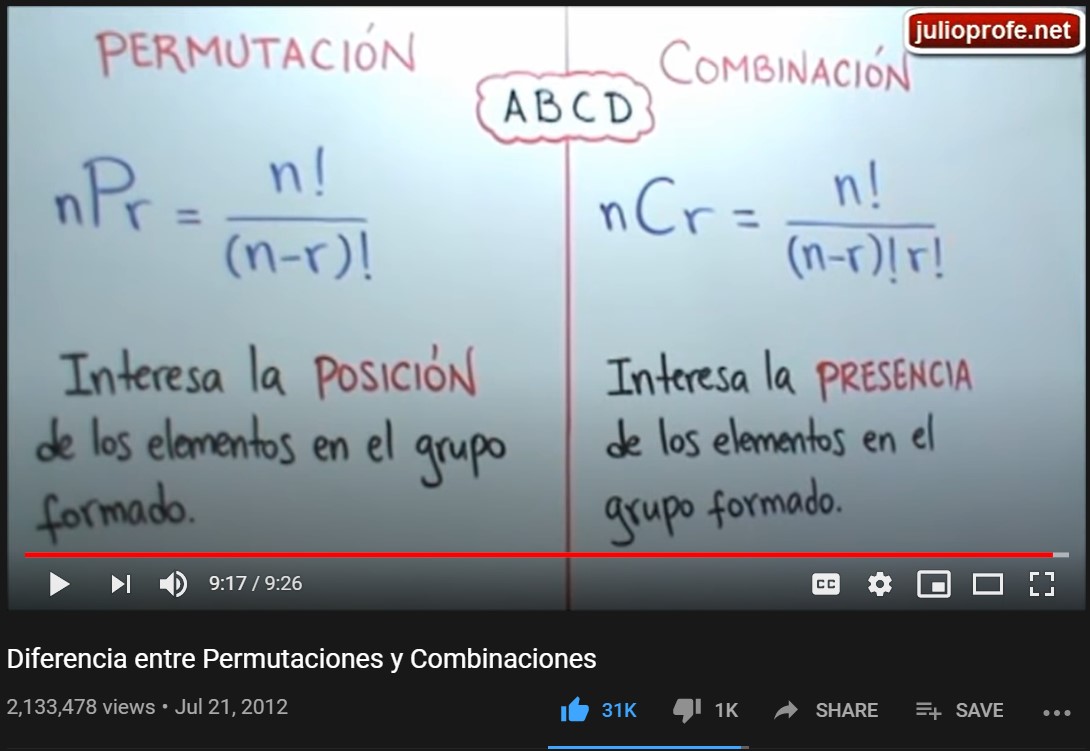 julioprofe.net
PERMUTACIÓN
COMBINACIÓN
ABCD
nPr = n! / (n-r)!
nCr = n! / (n-r)! r!
Interesa la POSICIÓN
de los elementos en el grupo
formado.
Interesa la PRESENCIA
de los elementos en el
grupo formado.
9:17 / 9:26
CC
Diferencia entre Permutaciones y Combinaciones
2,133,478 views • Jul 21, 2012
31K
1K
SHARE
SAVE